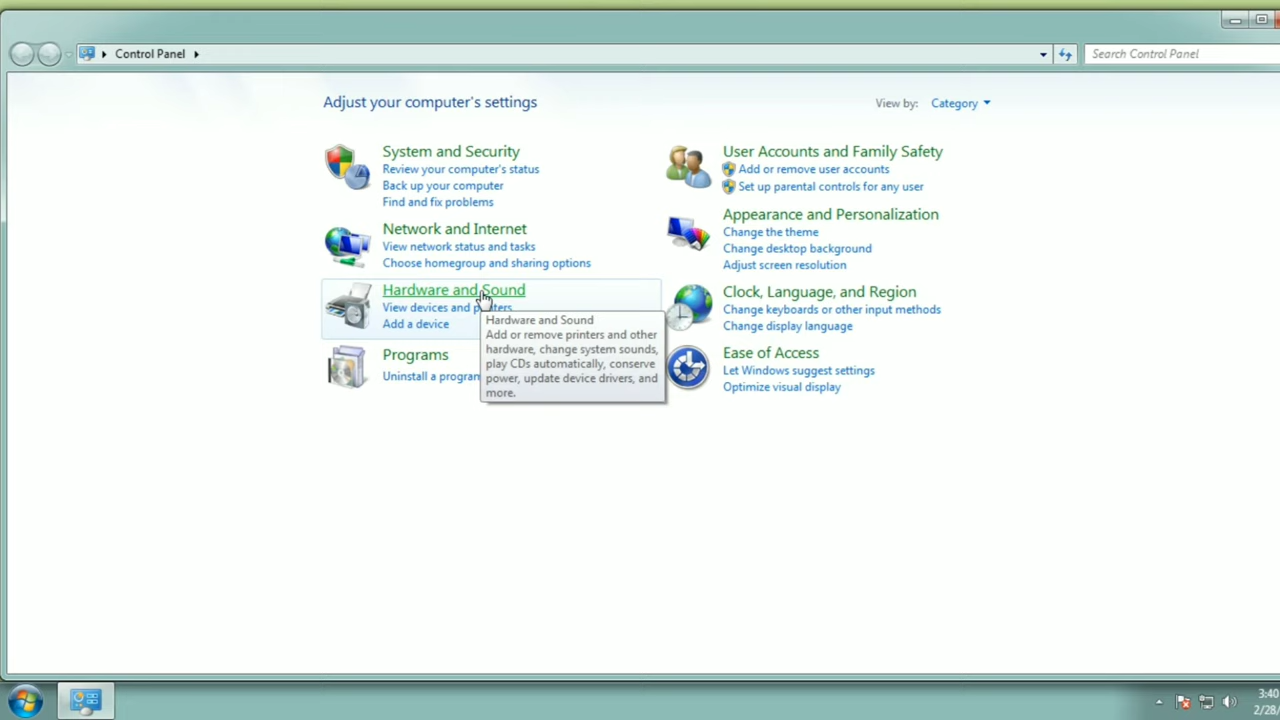 Control Panel
Search Control Panel
Adjust your computer's settings
View by: Category
System and Security
Review your computer's status
Back up your computer
Find and fix problems
Network and Internet
View network status and tasks
Choose homegroup and sharing options
Hardware and Sound
View devices and printers
Add a device
Hardware and Sound
Add or remove printers and other
hardware, change system sounds,
play CDs automatically, conserve
power, update device drivers, and
more.
Programs
Uninstall a program
User Accounts and Family Safety
Add or remove user accounts
Set up parental controls for any user
Appearance and Personalization
Change the theme
Change desktop background
Adjust screen resolution
Clock, Language, and Region
Change keyboards or other input methods
Change display language
Ease of Access
Let Windows suggest settings
Optimize visual display
3:40
2/28/